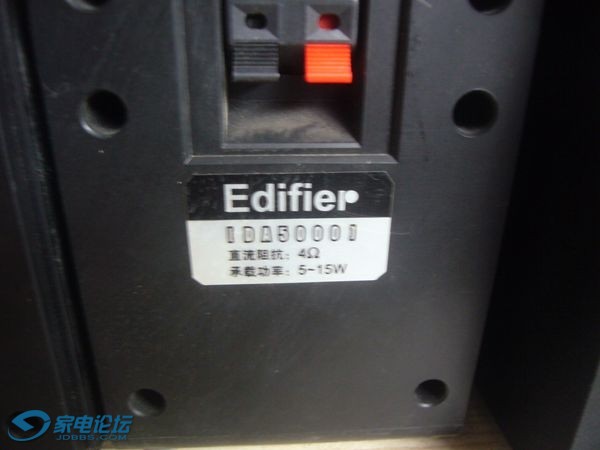 Edifier
IDA50001
直流阻抗：4Ω
承载功率：5~15W
家电论坛
JDBBS.COM